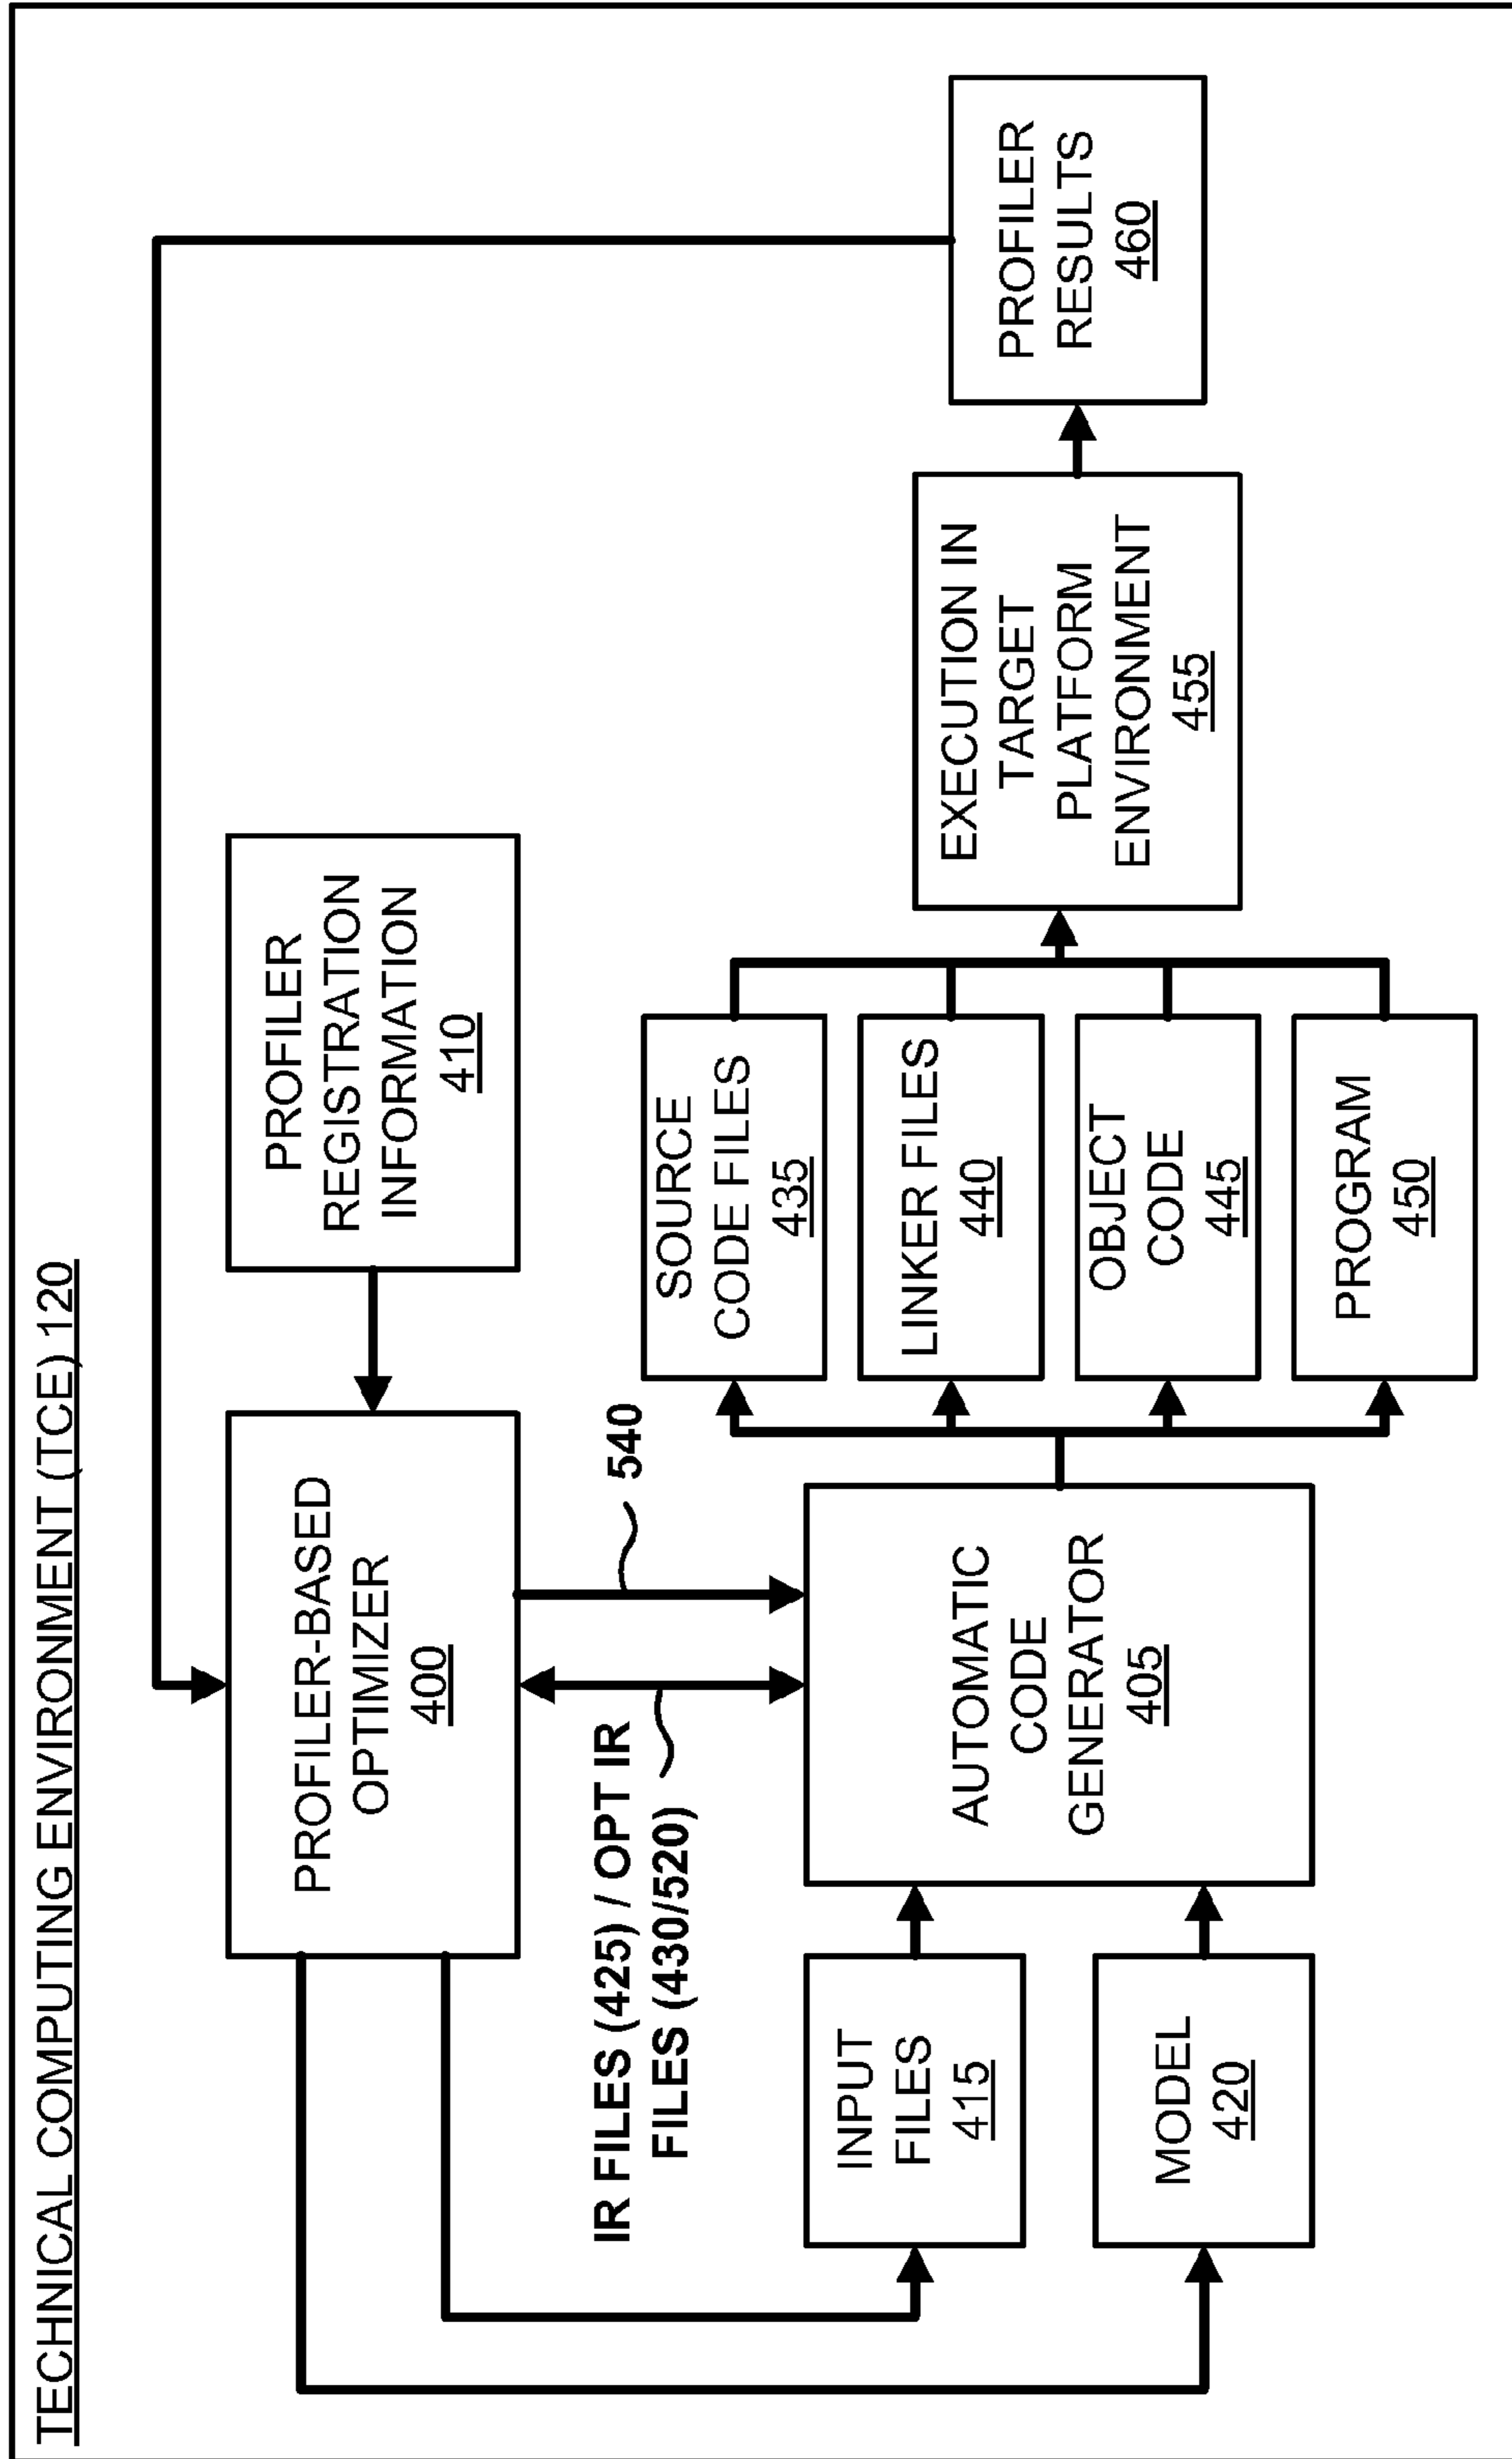 TECHNICAL COMPUTING ENVIRONMENT (TCE) 120
PROFILER-BASED
OPTIMIZER
400
PROFILER
REGISTRATION
INFORMATION
410
540
IR FILES (425) / OPT IR
FILES (430/520)
INPUT
FILES
415
MODEL
420
AUTOMATIC
CODE
GENERATOR
405
SOURCE
CODE FILES
435
LINKER FILES
440
OBJECT
CODE
445
PROGRAM
450
EXECUTION IN
TARGET
PLATFORM
ENVIRONMENT
455
PROFILER
RESULTS
460